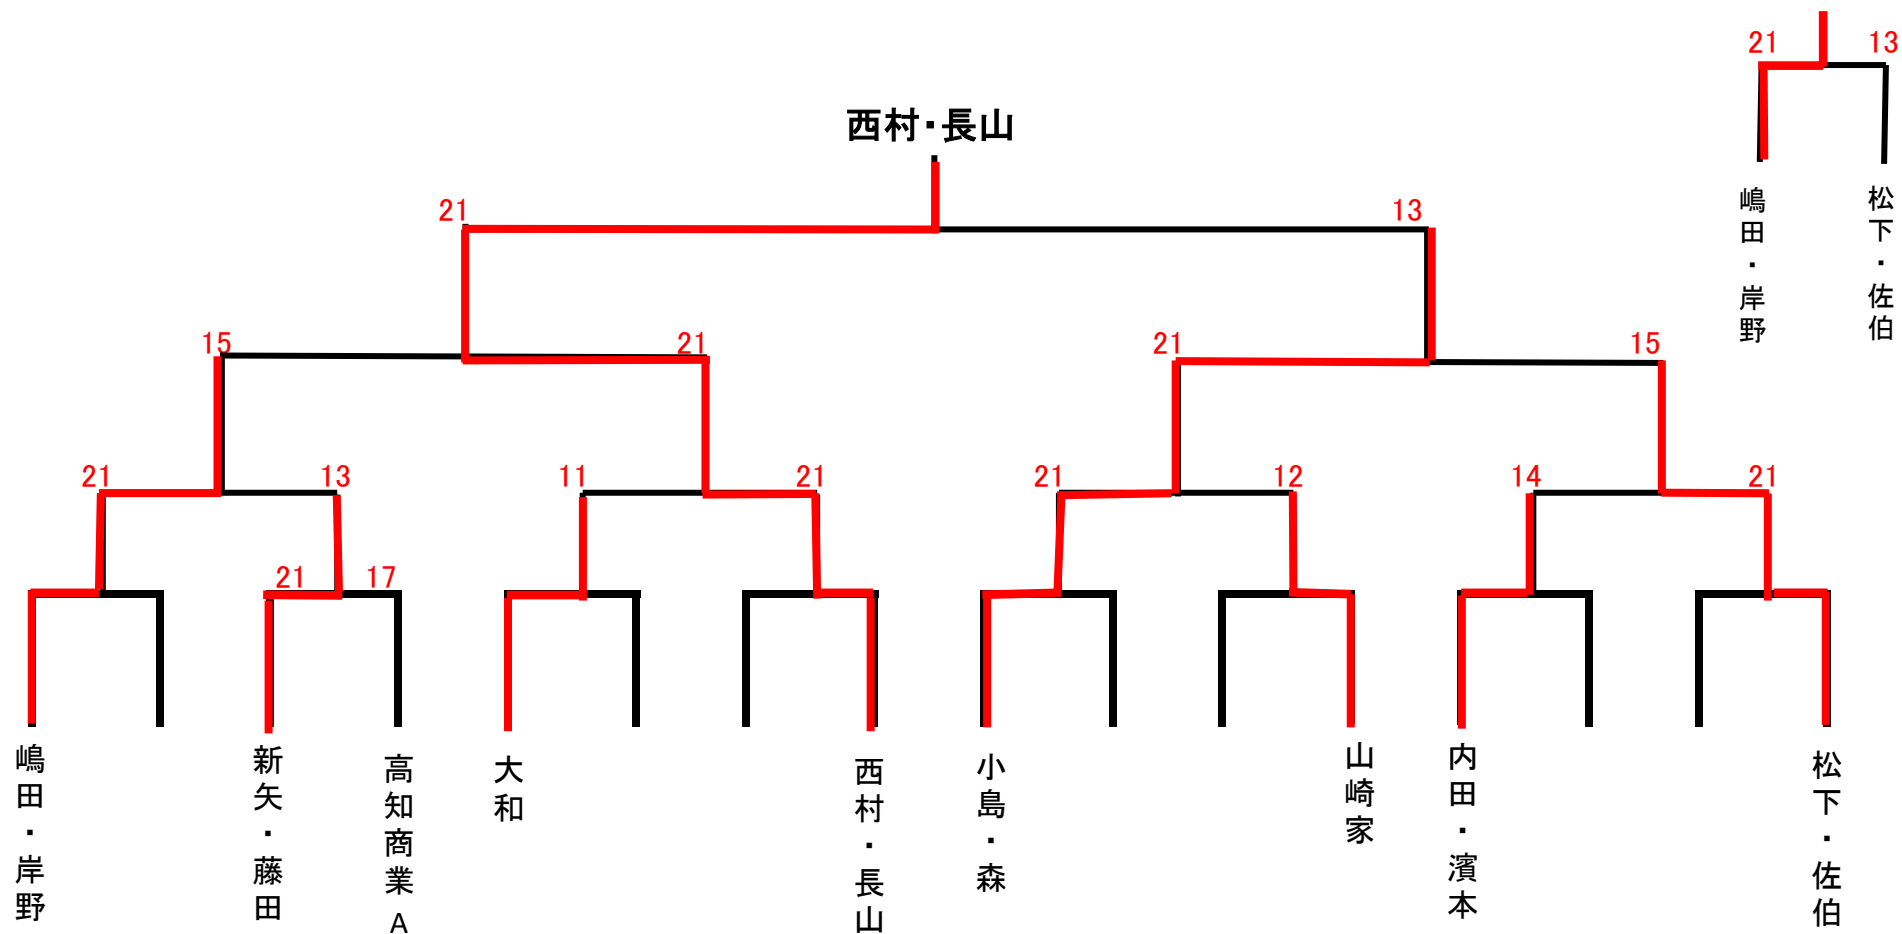 21 13
西村・長山
嶋田・岸野
松下・佐伯
21 13
15 21 21 15
21 13 11 21 21 12 14 21
21 17
嶋田・岸野
新矢・藤田
高知商業A
大和
西村・長山
小島・森
山崎家
内田・濱本
松下・佐伯